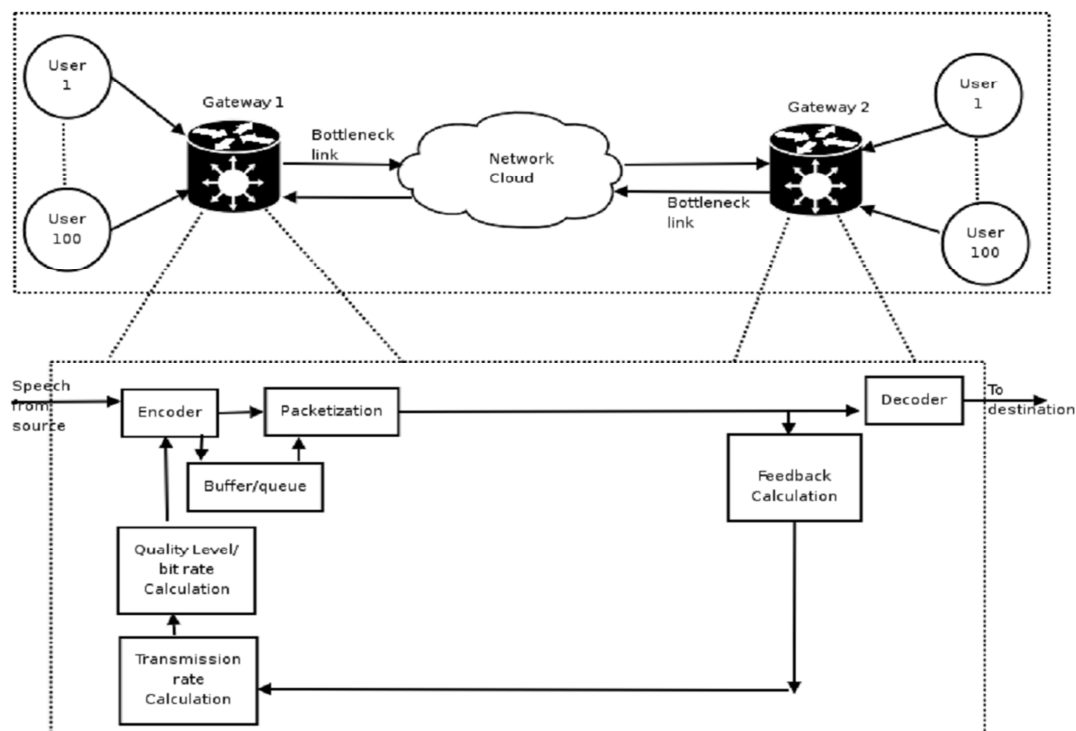 User
1
Gateway 1
Bottleneck
link
Network
Cloud
Gateway 2
User
1
User
100
Bottleneck
link
User
100
Speech
from
source
Encoder
Packetization
Decoder
To
destination
Buffer/queue
Feedback
Calculation
Quality Level/
bit rate
Calculation
Transmission
rate
Calculation